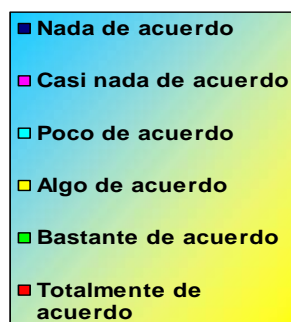 Nada de acuerdo
Casi nada de acuerdo
Poco de acuerdo
Algo de acuerdo
Bastante de acuerdo
Totalmente de
acuerdo